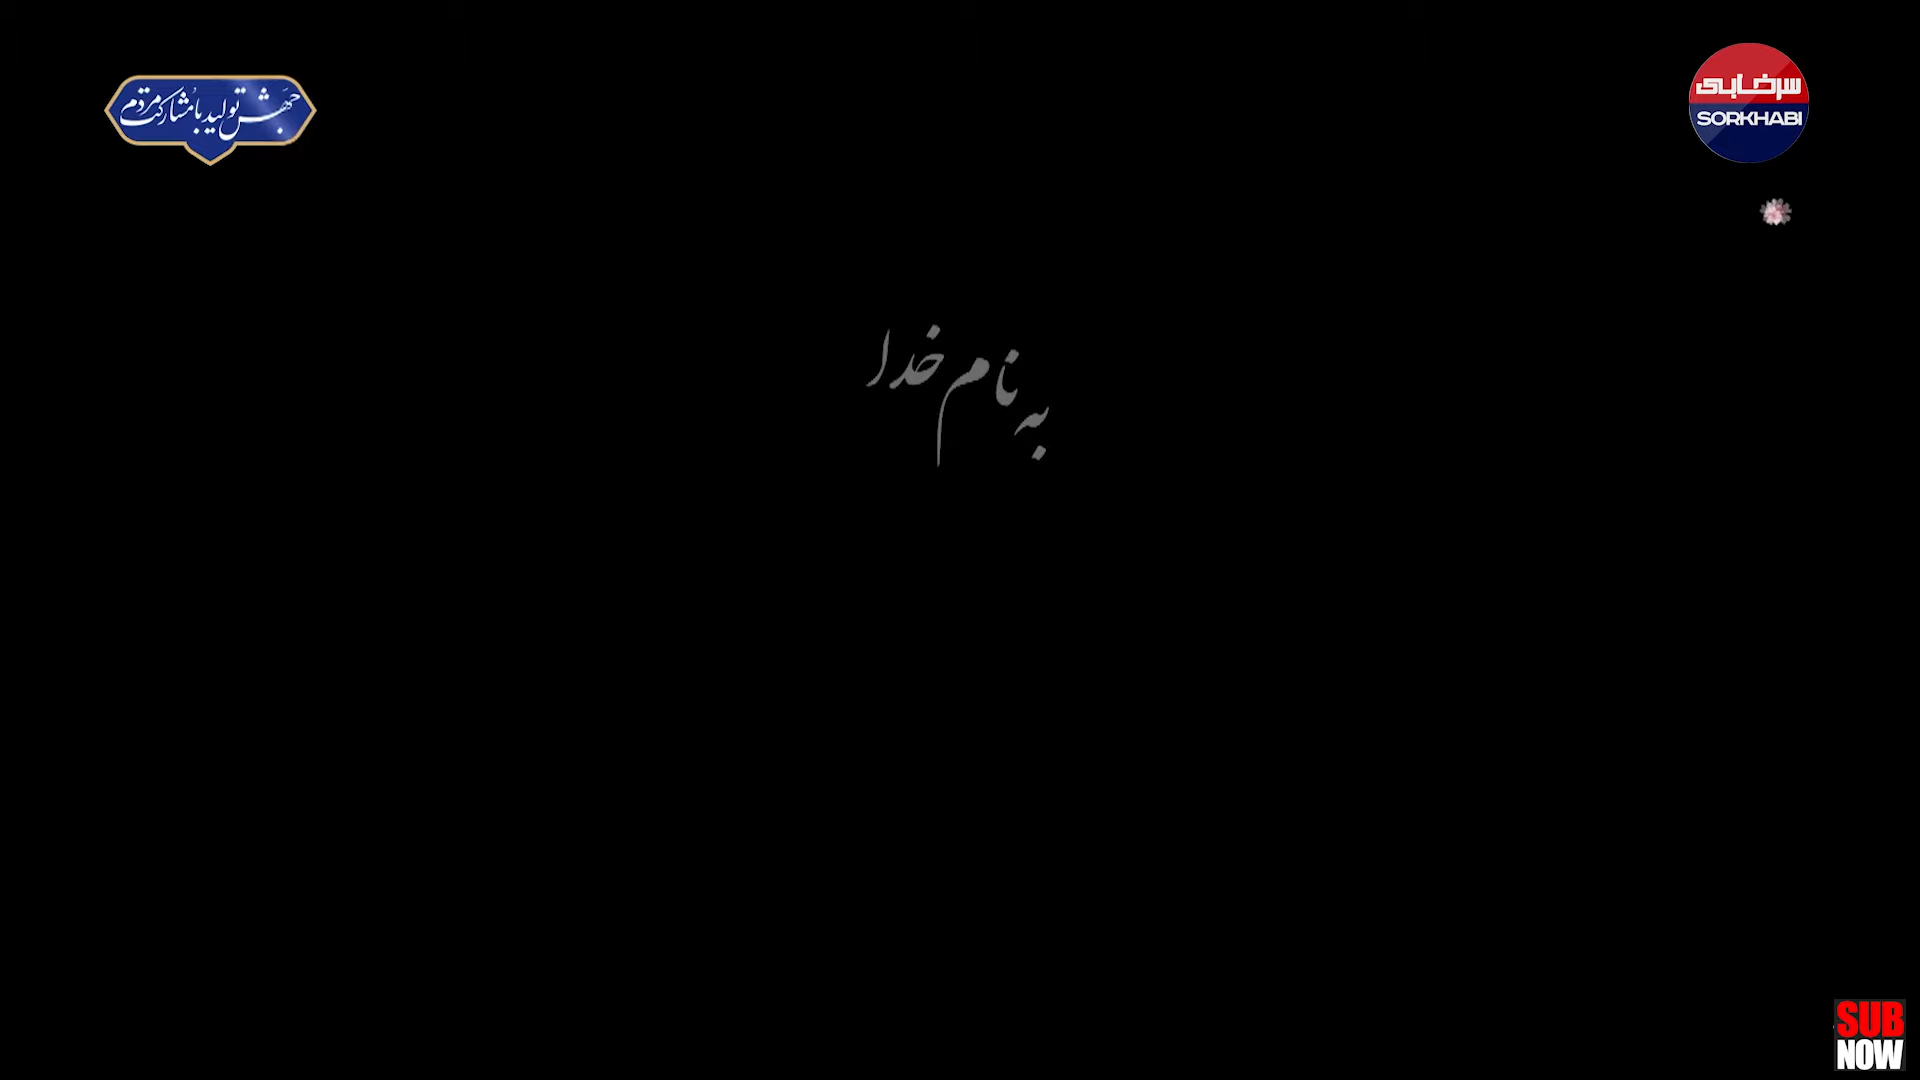 جهش تولید با مشارکت مردم
سرخابی
SORKHABI
به نام خدا
SUB
NOW